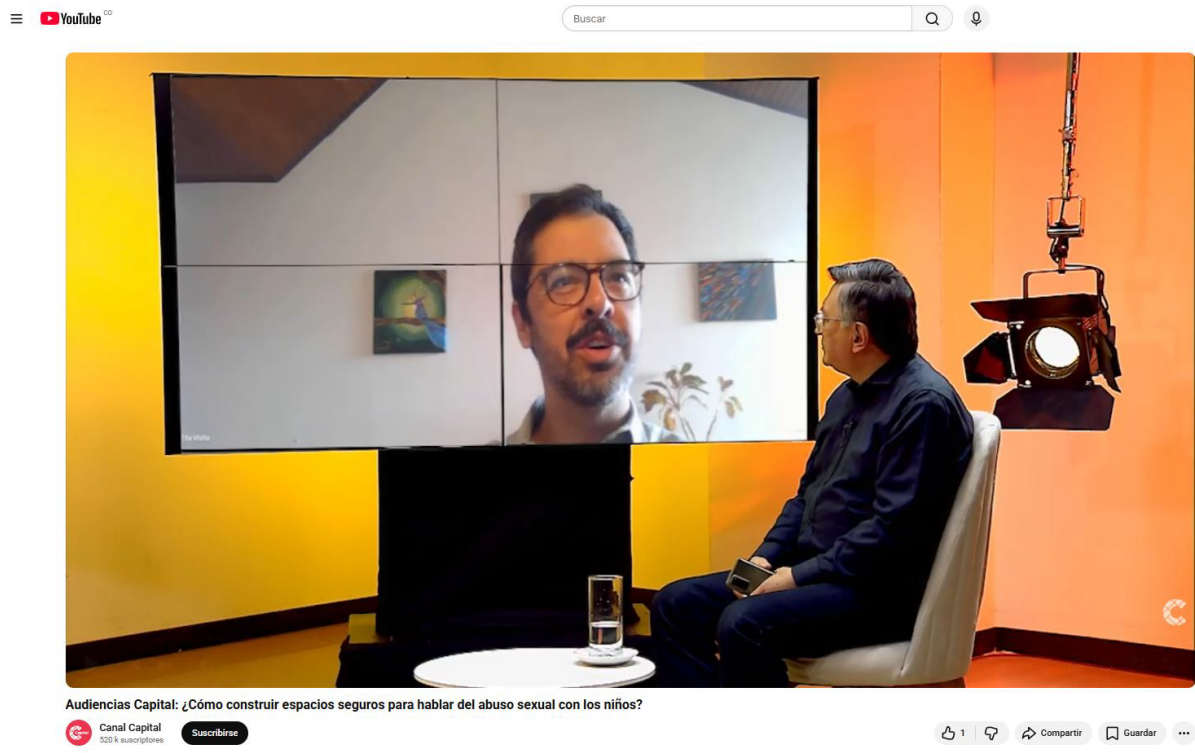 YouTube CO
Buscar
Audiencias Capital: ¿Cómo construir espacios seguros para hablar del abuso sexual con los niños?
Canal Capital
520 k suscriptores
Suscribirse
1
Compartir
Guardar